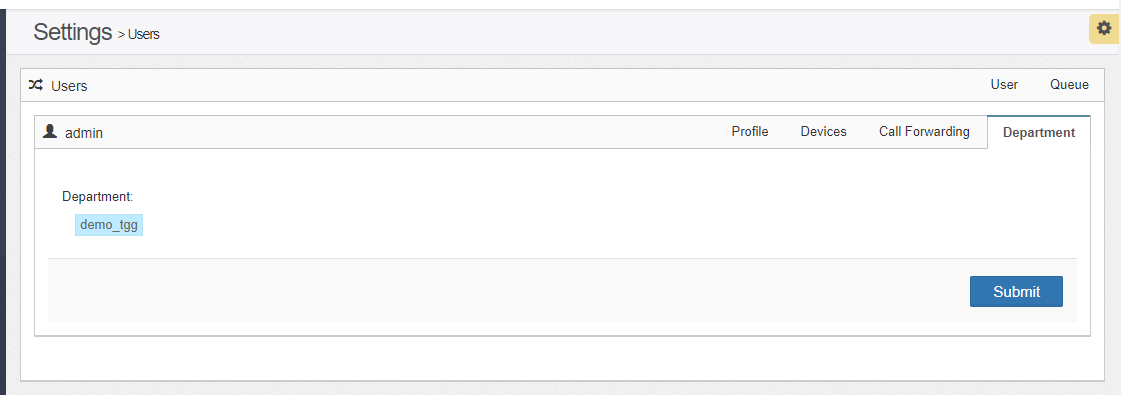 Settings > Users
Users User Queue
admin Profile Devices Call Forwarding Department
Department:
demo_tgg
Submit